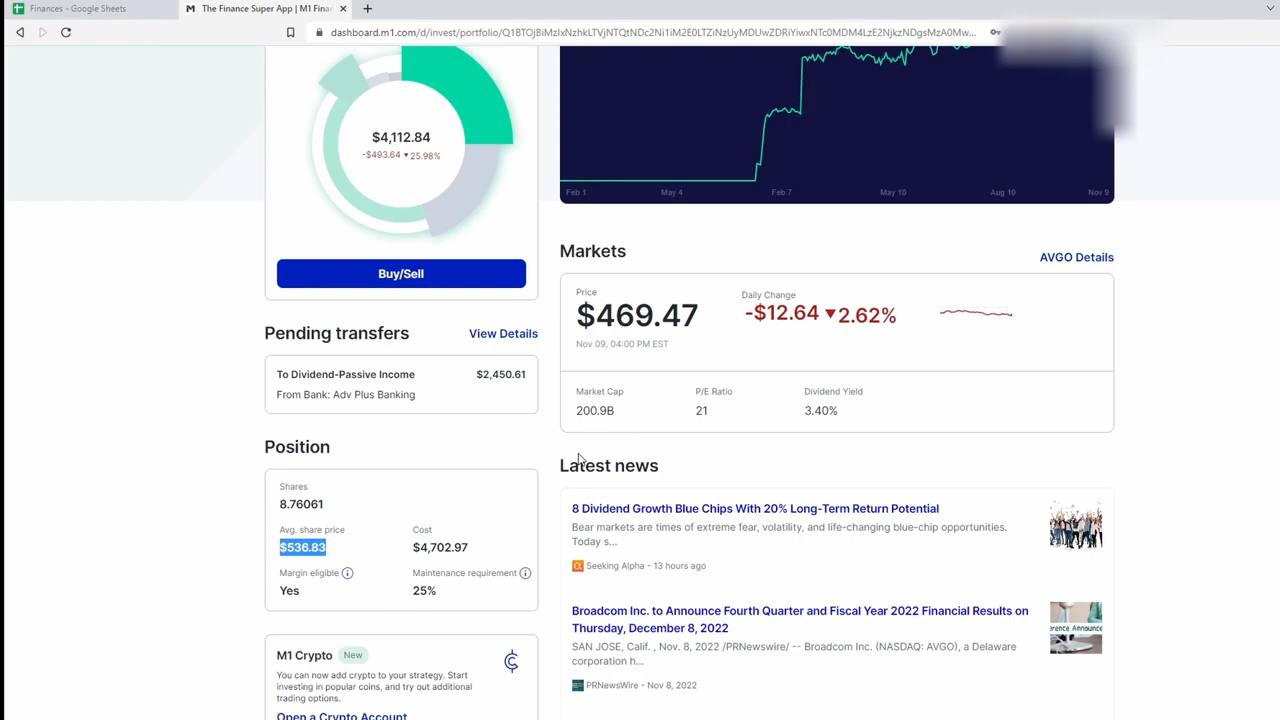 Finances - Google Sheets
The Finance Super App | M1 Finan
dashboard.m1.com/d/invest/portfolio/Q1BTOjBiMzIxNzhkLTVjNTQtNDc2Ni1iM2E0LTZiNzUyMDUwZDRiYiwxNTc0MDM4LzE2NjkzNDgsMzA0Mw...
$4,112.84
-$493.64 ▼ 25.98%
Buy/Sell
Feb 1 May 4 Feb 7 May 10 Aug 10 Nov 9
Pending transfers View Details
To Dividend-Passive Income $2,450.61
From Bank: Adv Plus Banking
Position
Shares
8.76061
Avg. share price Cost
$536.83 $4,702.97
Margin eligible Maintenance requirement
Yes 25%
M1 Crypto New
You can now add crypto to your strategy. Start
investing in popular coins, and try out additional
trading options.
Open a Crypto Account
Markets AVGO Details
Price Daily Change
$469.47 -$12.64 ▼ 2.62%
Nov 09, 04:00 PM EST
Market Cap P/E Ratio Dividend Yield
200.9B 21 3.40%
Latest news
8 Dividend Growth Blue Chips With 20% Long-Term Return Potential
Bear markets are times of extreme fear, volatility, and life-changing blue-chip opportunities.
Today s...
Seeking Alpha - 13 hours ago
Broadcom Inc. to Announce Fourth Quarter and Fiscal Year 2022 Financial Results on
Thursday, December 8, 2022
SAN JOSE, Calif. , Nov. 8, 2022 /PRNewswire/ -- Broadcom Inc. (NASDAQ: AVGO), a Delaware
corporation h...
PRNewsWire - Nov 8, 2022